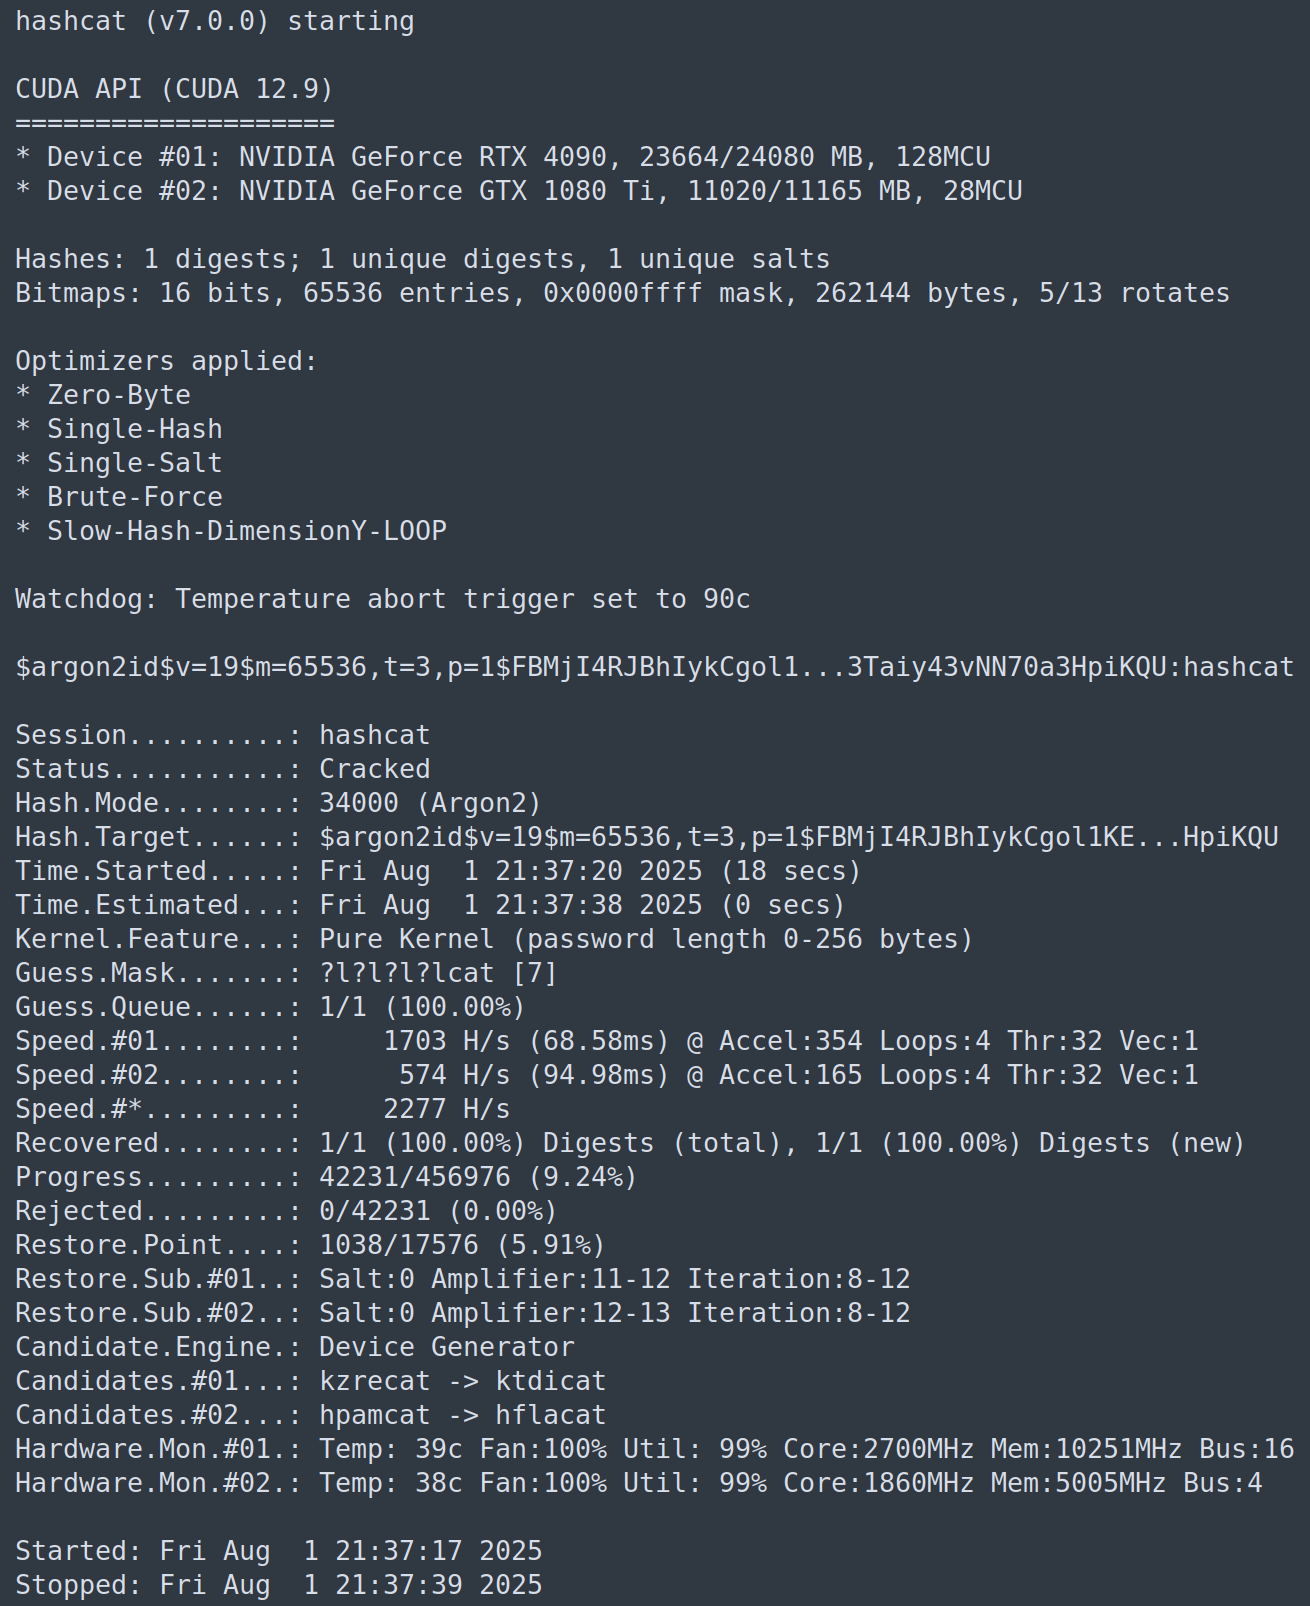 hashcat (v7.0.0) starting
CUDA API (CUDA 12.9)
====================
* Device #01: NVIDIA GeForce RTX 4090, 23664/24080 MB, 128MCU
* Device #02: NVIDIA GeForce GTX 1080 Ti, 11020/11165 MB, 28MCU
Hashes: 1 digests; 1 unique digests, 1 unique salts
Bitmaps: 16 bits, 65536 entries, 0x0000ffff mask, 262144 bytes, 5/13 rotates
Optimizers applied:
* Zero-Byte
* Single-Hash
* Single-Salt
* Brute-Force
* Slow-Hash-DimensionY-LOOP
Watchdog: Temperature abort trigger set to 90c
$argon2id$v=19$m=65536,t=3,p=1$FBMjI4RJBhIykCgol1...3Taiy43vNN70a3HpiKQU:hashcat
Session..........: hashcat
Status...........: Cracked
Hash.Mode........: 34000 (Argon2)
Hash.Target......: $argon2id$v=19$m=65536,t=3,p=1$FBMjI4RJBhIykCgol1KE...HpiKQU
Time.Started.....: Fri Aug  1 21:37:20 2025 (18 secs)
Time.Estimated...: Fri Aug  1 21:37:38 2025 (0 secs)
Kernel.Feature...: Pure Kernel (password length 0-256 bytes)
Guess.Mask.......: ?l?l?l?lcat [7]
Guess.Queue......: 1/1 (100.00%)
Speed.#01........:     1703 H/s (68.58ms) @ Accel:354 Loops:4 Thr:32 Vec:1
Speed.#02........:      574 H/s (94.98ms) @ Accel:165 Loops:4 Thr:32 Vec:1
Speed.#*.........:     2277 H/s
Recovered........: 1/1 (100.00%) Digests (total), 1/1 (100.00%) Digests (new)
Progress.........: 42231/456976 (9.24%)
Rejected.........: 0/42231 (0.00%)
Restore.Point....: 1038/17576 (5.91%)
Restore.Sub.#01..: Salt:0 Amplifier:11-12 Iteration:8-12
Restore.Sub.#02..: Salt:0 Amplifier:12-13 Iteration:8-12
Candidate.Engine.: Device Generator
Candidates.#01...: kzrecat -> ktdicat
Candidates.#02...: hpamcat -> hflacat
Hardware.Mon.#01.: Temp: 39c Fan:100% Util: 99% Core:2700MHz Mem:10251MHz Bus:16
Hardware.Mon.#02.: Temp: 38c Fan:100% Util: 99% Core:1860MHz Mem:5005MHz Bus:4
Started: Fri Aug  1 21:37:17 2025
Stopped: Fri Aug  1 21:37:39 2025